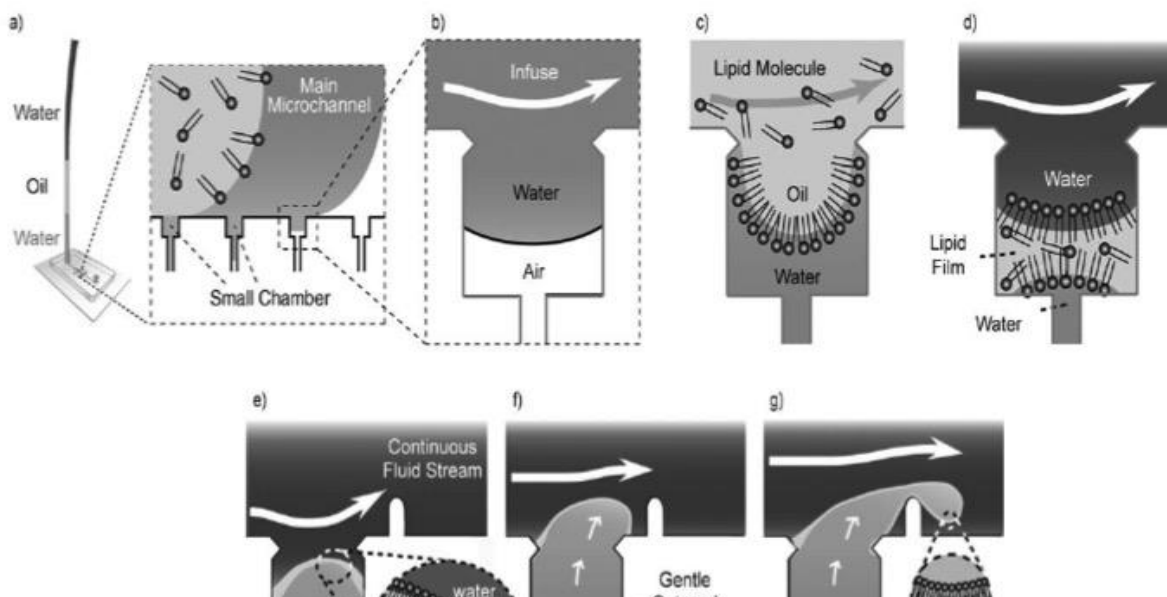 a)
Water
Oil
Water
Main
Microchannel
Small Chamber
b)
Infuse
Water
Air
c)
Lipid Molecule
Oil
Water
d)
Water
Lipid
Film
Water
e)
Continuous
Fluid Stream
water
f)
Gentle
g)